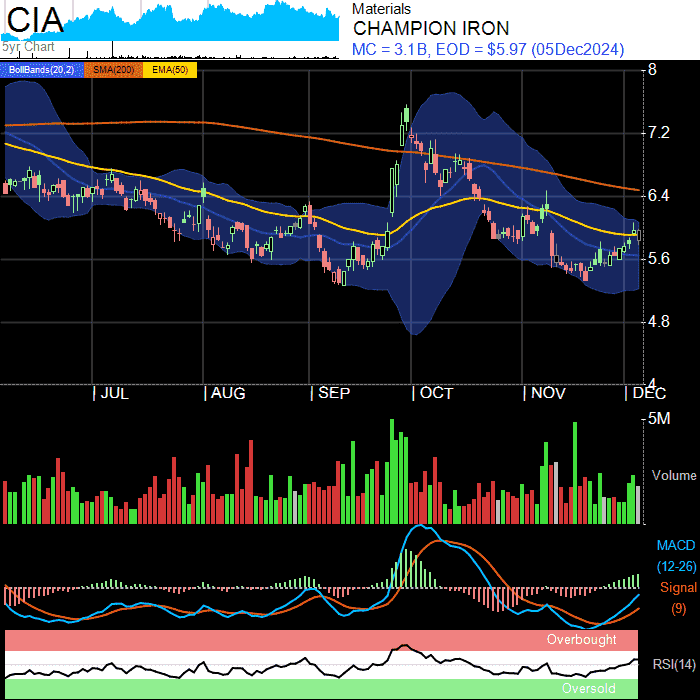 CIA
5yr Chart
Materials
CHAMPION IRON
MC = 3.1B, EOD = $5.97 (05Dec2024)
BollBands(20,2) SMA(200) EMA(50)
8
7.2
6.4
5.6
4.8
4
| JUL | AUG | SEP | OCT | NOV | DEC
5M
Volume
MACD
(12-26)
Signal
(9)
Overbought
RSI(14)
Oversold